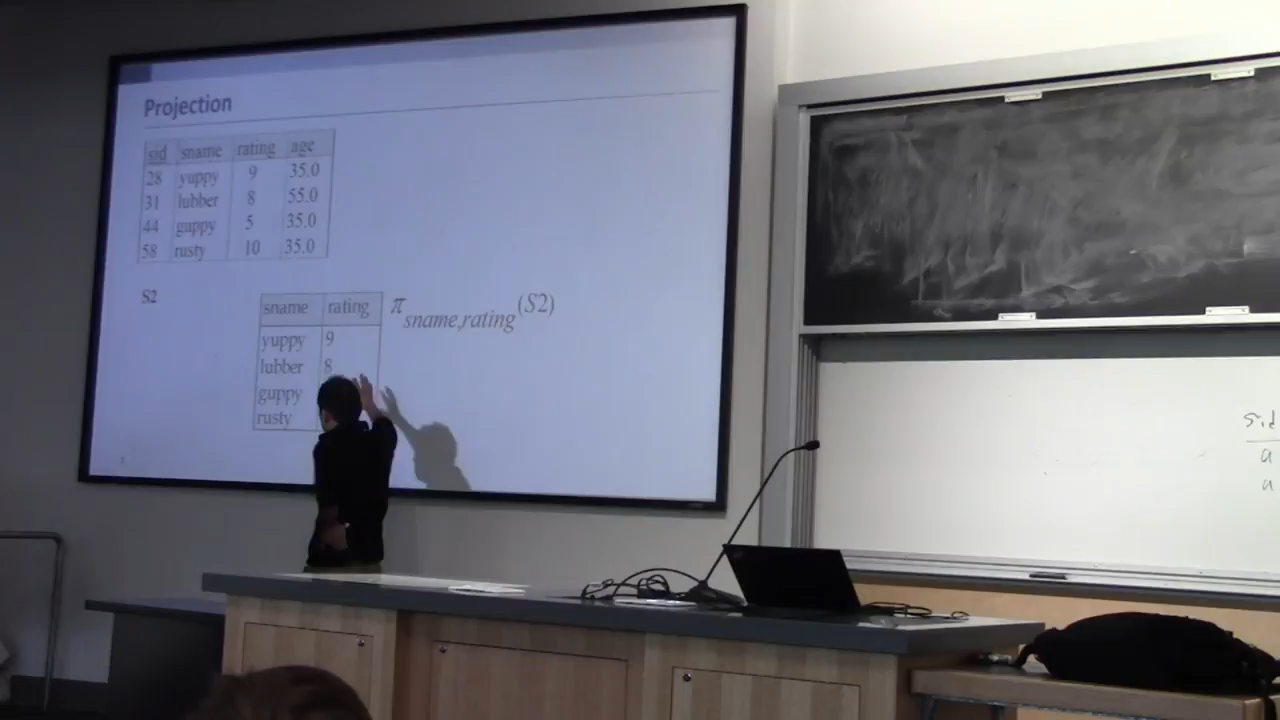 Projection
sid sname rating age
28 yuppy 9 35.0
31 lubber 8 55.0
44 guppy 5 35.0
58 rusty 10 35.0
S2
sname rating
yuppy 9
lubber 8
guppy
rusty
π sname,rating (S2)
sid
a
a